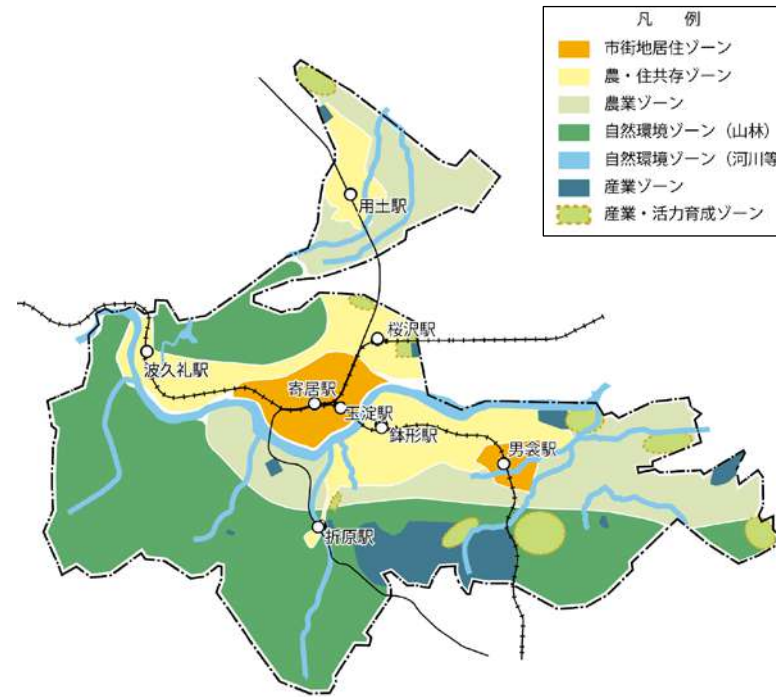 凡　例
市街地居住ゾーン
農・住共存ゾーン
農業ゾーン
自然環境ゾーン（山林）
自然環境ゾーン（河川等
産業ゾーン
産業・活力育成ゾーン
用土駅
桜沢駅
波久礼駅
寄居駅
玉淀駅
鉢形駅
男衾駅
折原駅